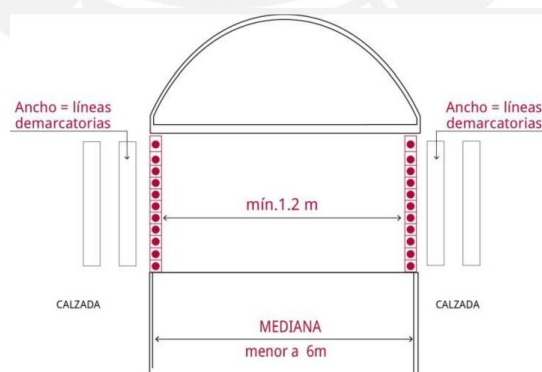 Ancho = líneas
demarcatorias
Ancho = líneas
demarcatorias
mín.1.2 m
CALZADA
CALZADA
MEDIANA
menor a 6m